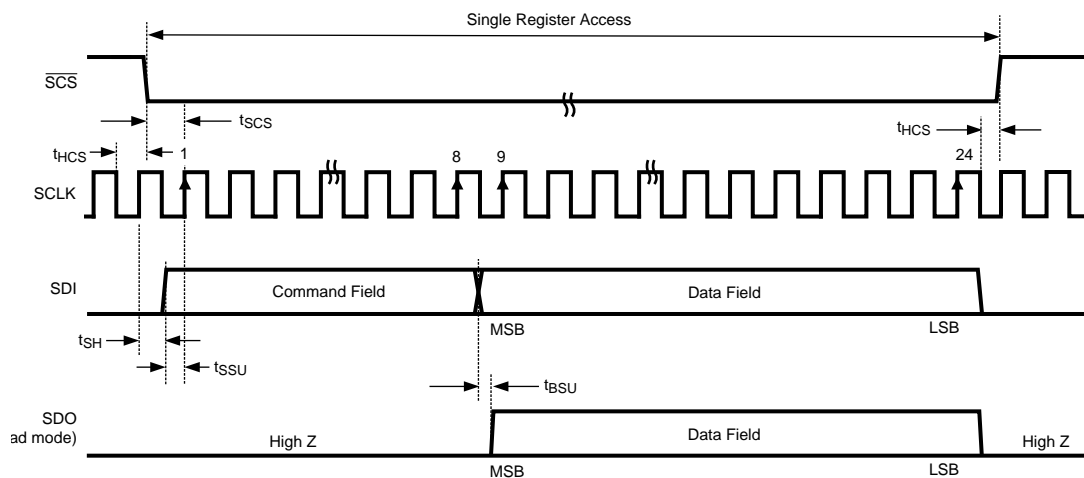 Single Register Access
SCS
tSCS
tHCS
tHCS
1
8
9
24
SCLK
SDI
Command Field
Data Field
MSB
LSB
tSH
tSSU
tBSU
SDO
ad mode)
High Z
Data Field
High Z
MSB
LSB